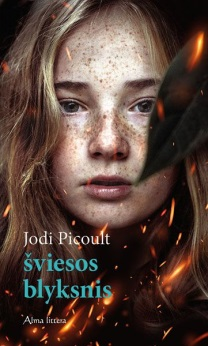 Jodi Picoult
šviesos
blyksnis
Alma littera